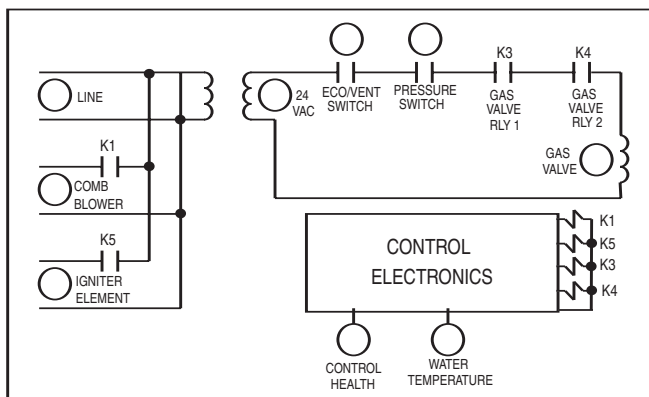 K3
K4
LINE
24
VAC
ECO/VENT
SWITCH
PRESSURE
SWITCH
GAS
VALVE
RLY 1
GAS
VALVE
RLY 2
K1
COMB
BLOWER
GAS
VALVE
K5
IGNITER
ELEMENT
CONTROL
ELECTRONICS
K1
K5
K3
K4
CONTROL
HEALTH
WATER
TEMPERATURE